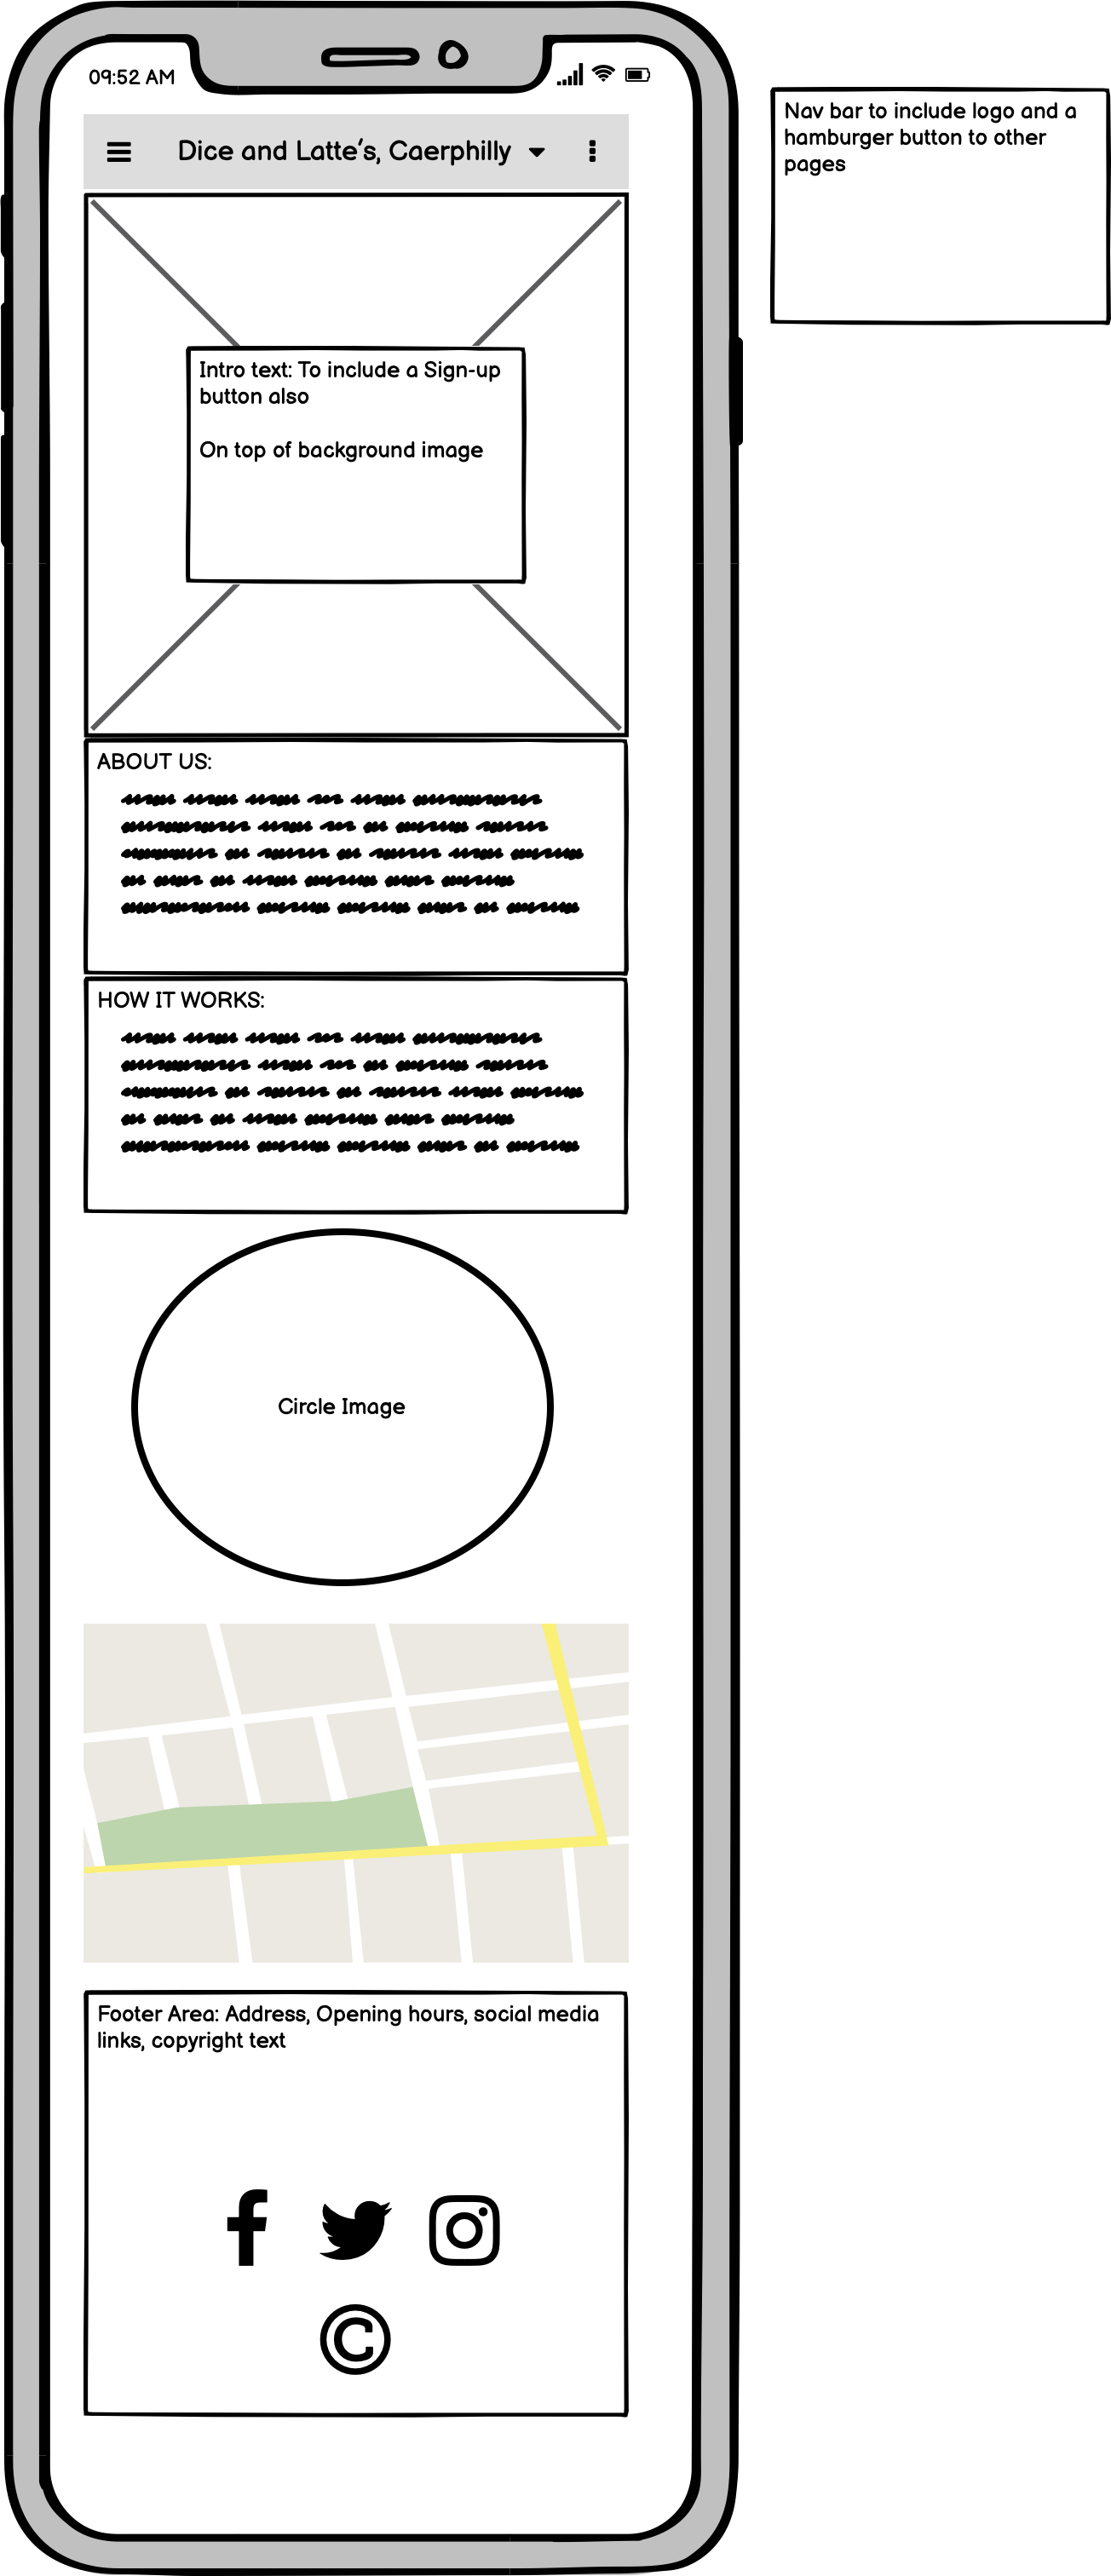 09:52 AM
Dice and Latte's, Caerphilly
Nav bar to include logo and a
hamburger button to other
pages
Intro text: To include a Sign-up
button also
On top of background image
ABOUT US:
HOW IT WORKS:
Circle Image
Footer Area: Address, Opening hours, social media
links, copyright text
©